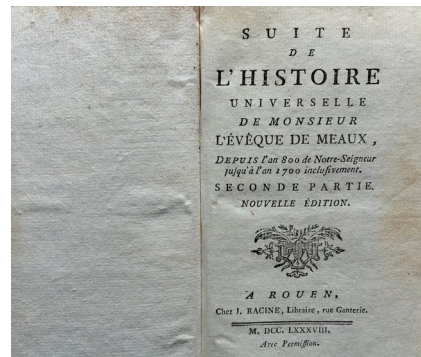 SUITE
DE
L'HISTOIRE
UNIVERSELLE
DE MONSIEUR
L'ÉVÊQUE DE MEAUX,
DEPUIS l'an 800 de Notre-Seigneur
jusqu'à l'an 1700 inclusivement.
SECONDE PARTIE.
NOUVELLE ÉDITION.
A ROUEN,
Chez J. RACINE, Libraire, rue Ganterie.
M. DCC. LXXXVIII.
Avec Permission.